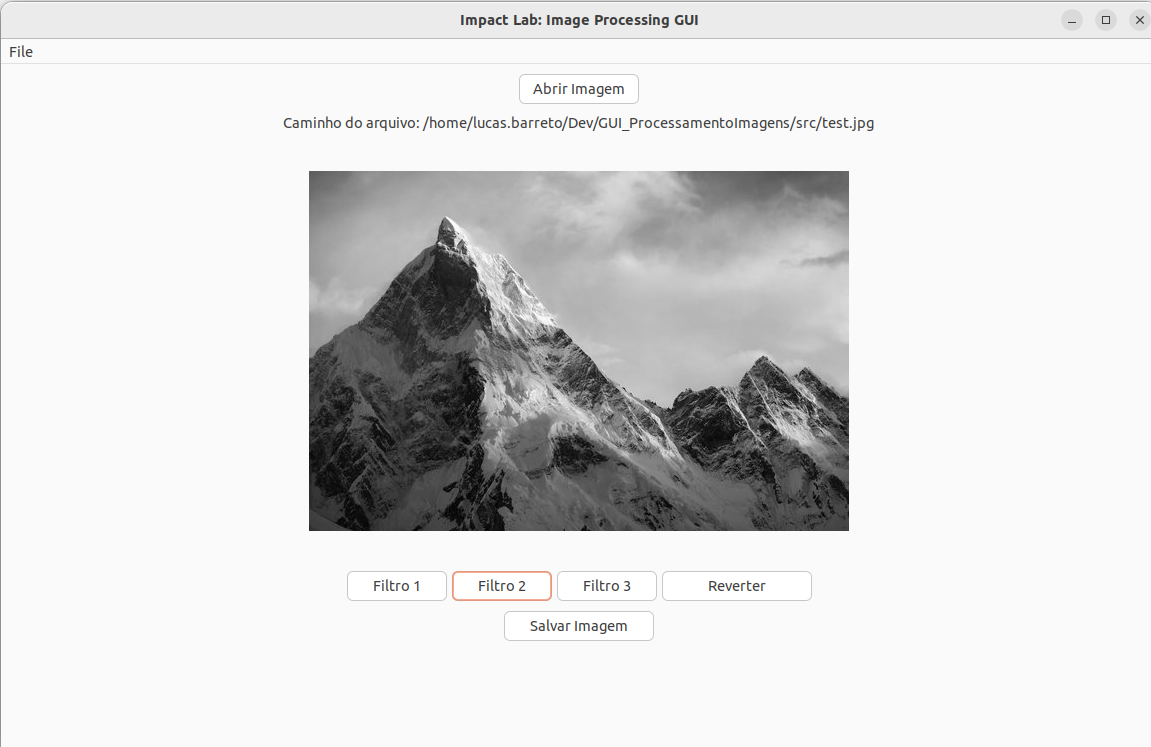 Impact Lab: Image Processing GUI
File
Abrir Imagem
Caminho do arquivo: /home/lucas.barreto/Dev/GUI_ProcessamentoImagens/src/test.jpg
Filtro 1 Filtro 2 Filtro 3 Reverter
Salvar Imagem